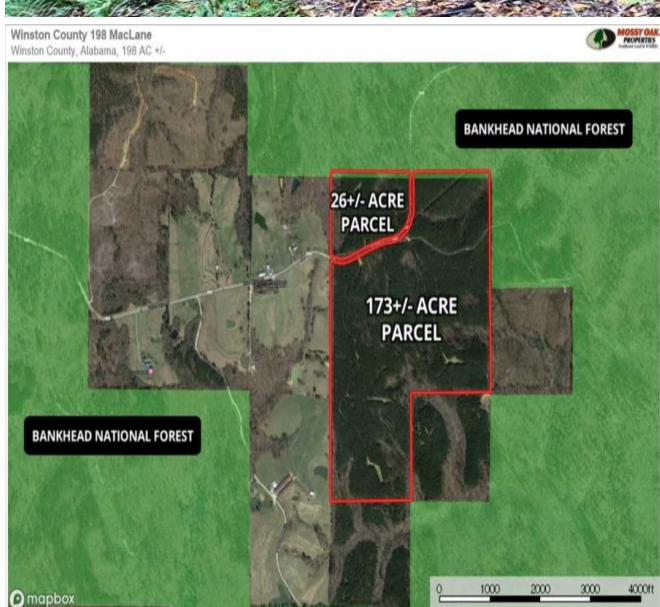 Winston County 198 MacLane
Winston County, Alabama, 198 AC +/-
MOSSY OAK
PROPERTIES
BANKHEAD NATIONAL FOREST
26+/- ACRE
PARCEL
173+/- ACRE
PARCEL
BANKHEAD NATIONAL FOREST
mapbox
0 1000 2000 3000 4000ft